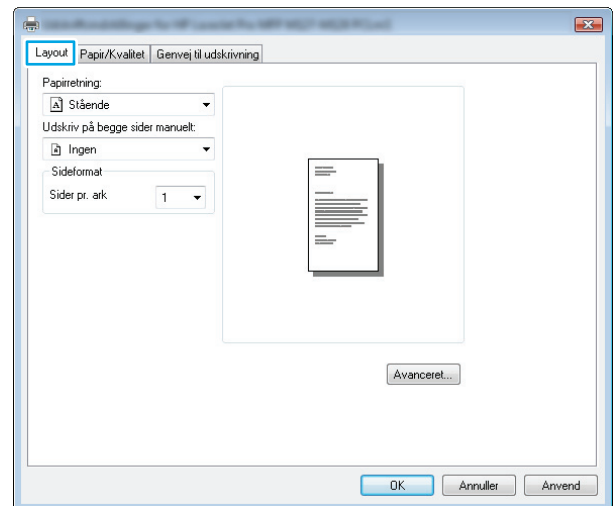 Layout Papir/Kvalitet Genvej til udskrivning
Papirretning:
Stående
Udskriv på begge sider manuelt:
Ingen
Sideformat
Sider pr. ark 1
Avanceret...
OK Annuller Anvend